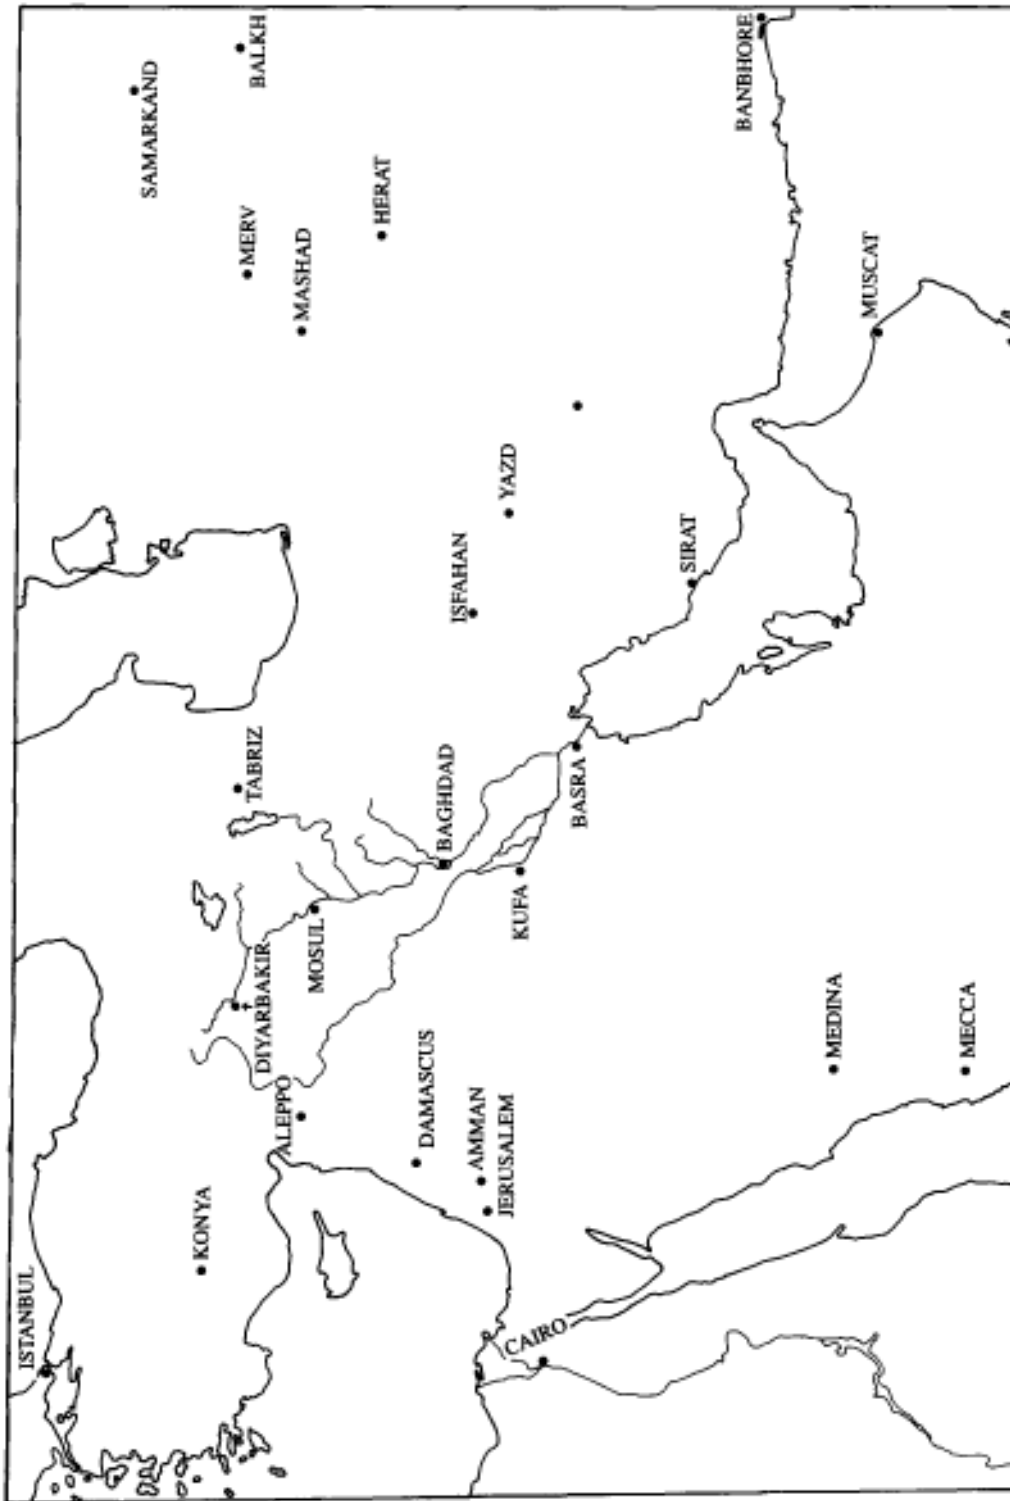 ISTANBUL
KONYA
ALEPPO
DIYARBAKIR
MOSUL
TABRIZ
SAMARKAND
BALKH
MERV
MASHAD
HERAT
DAMASCUS
AMMAN
JERUSALEM
CAIRO
BAGHDAD
KUFA
BASRA
ISFAHAN
YAZD
SIRAT
BANBHORE
MUSCAT
MEDINA
MECCA